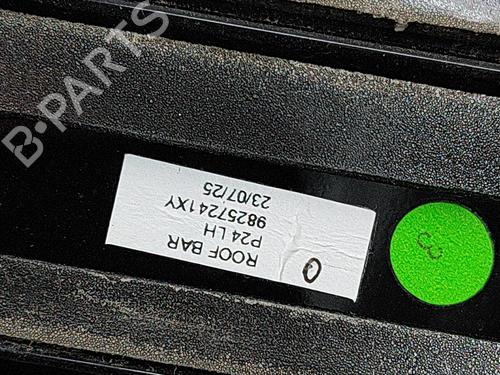 ROOF BAR
P24 LH
98257241XY
23/07/25
B-PARTS